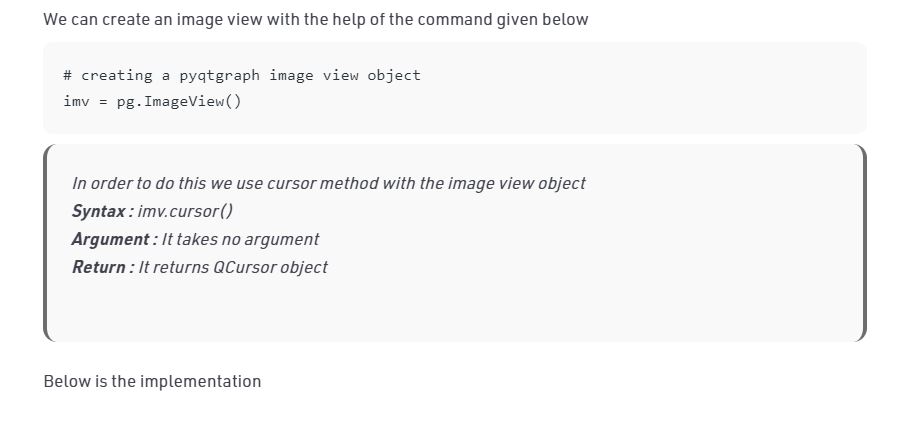 We can create an image view with the help of the command given below
# creating a pyqtgraph image view object
imv = pg.ImageView()
In order to do this we use cursor method with the image view object
Syntax : imv.cursor()
Argument : It takes no argument
Return : It returns QCursor object
Below is the implementation